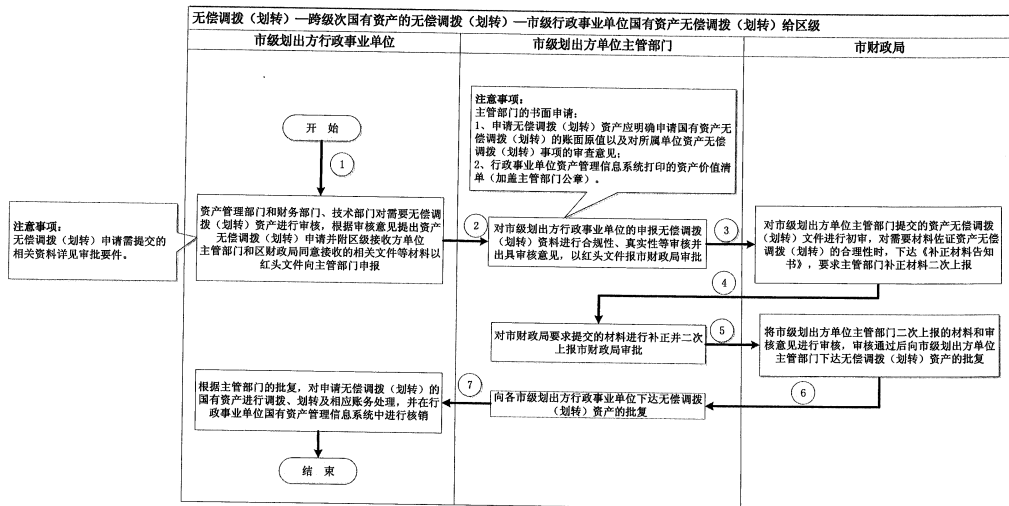 无偿调拨（划转）—跨级次国有资产的无偿调拨（划转）—市级行政事业单位国有资产无偿调拨（划转）给区级
市级划出方行政事业单位
市级划出方单位主管部门
市财政局
注意事项：
主管部门的书面申请；
1、申请无偿调拨（划转）资产应明确申请国有资产无
偿调拨（划转）的账面原值以及对所属单位资产无偿
调拨（划转）事项的审查意见；
2、行政事业单位资产管理信息系统打印的资产价值清
单（加盖主管部门公章）。
开 始
1
注意事项：
无偿调拨（划转）申请需提交的
相关资料详见审批要件。
资产管理部门和财务部门、技术部门对需要无偿调
拨（划转）资产进行审核，根据审核意见提出资产
无偿调拨（划转）申请并附区级接收方单位
主管部门和区财政局同意接收的相关文件等材料以
红头文件向主管部门申报
2
对市级划出方行政事业单位的申报无偿调拨
（划转）资料进行合规性、真实性等审核并
出具审核意见，以红头文件报市财政局审批
3
对市级划出方单位主管部门提交的资产无偿调拨
（划转）文件进行初审，对需要材料佐证资产无偿
调拨（划转）的合理性时，下达《补正材料告知
书》，要求主管部门补正材料二次上报
4
对市财政局要求提交的材料进行补正并二次
上报市财政局审批
5
将市级划出方单位主管部门二次上报的材料和审
核意见进行审核，审核通过后向市级划出方单位
主管部门下达无偿调拨（划转）资产的批复
6
向各市级划出方行政事业单位下达无偿调拨
（划转）资产的批复
7
根据主管部门的批复，对申请无偿调拨（划转）的
国有资产进行调拨、划转及相应账务处理，并在行
政事业单位国有资产管理信息系统中进行核销
结 束